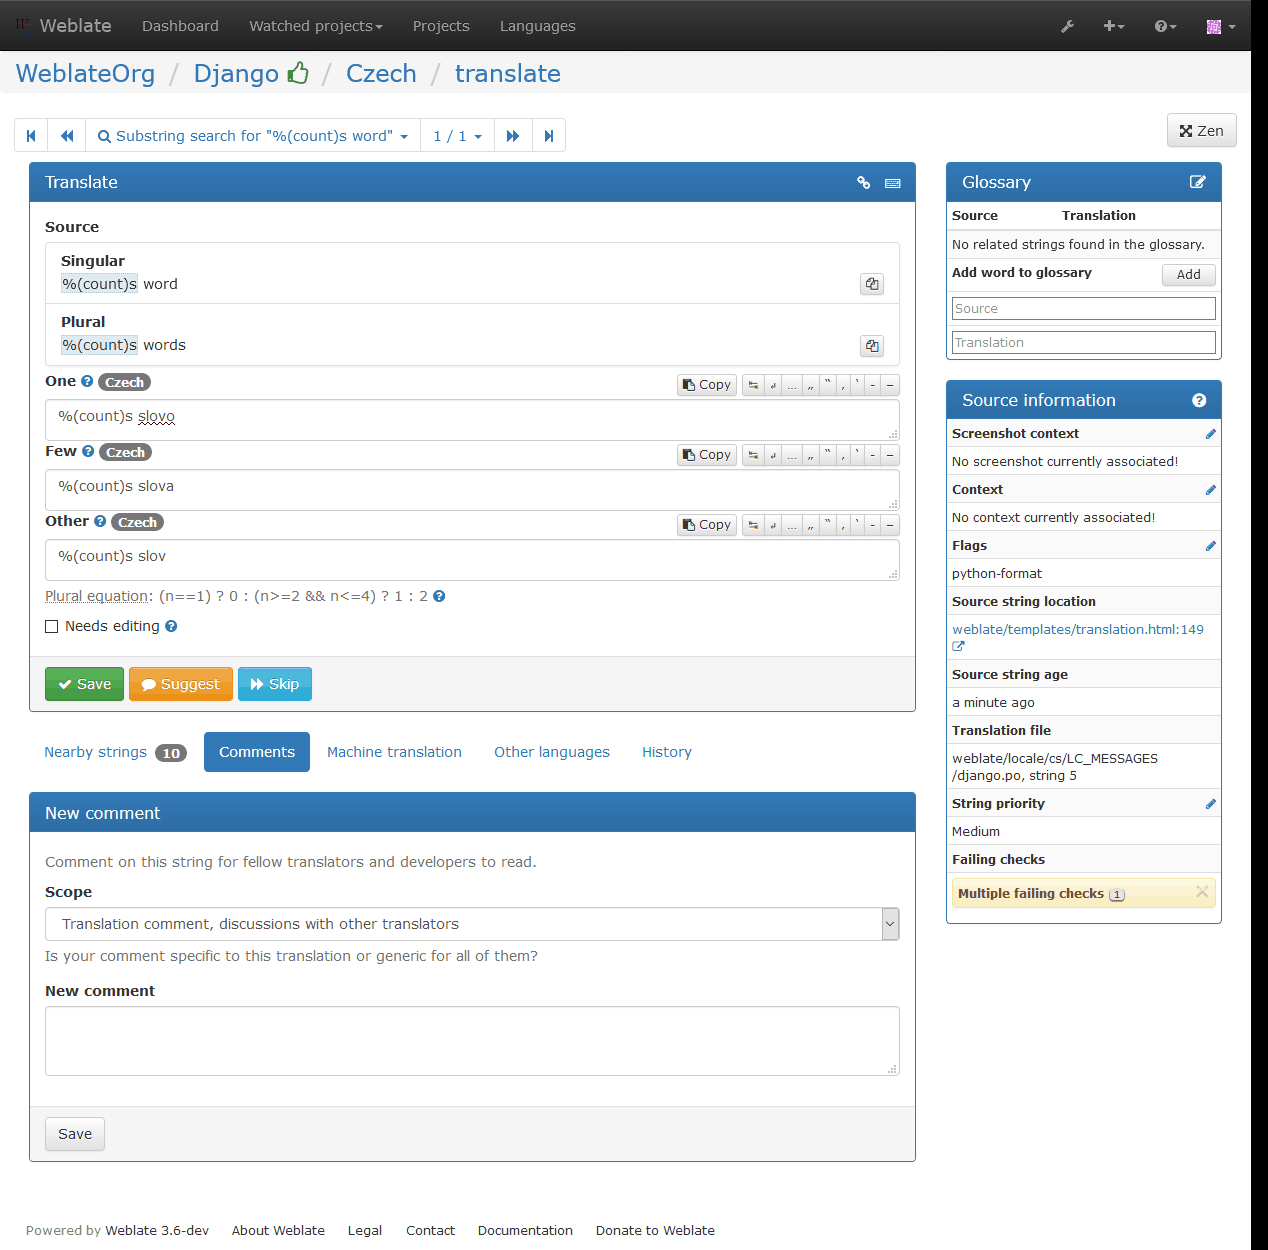 Weblate Dashboard Watched projects Projects Languages
WeblateOrg / Django / Czech / translate
Substring search for "%(count)s word" 1 / 1
Zen
Translate
Source
Singular
%(count)s word
Plural
%(count)s words
One Czech Copy … „ “ ‚ ‘ - –
%(count)s slovo
Few Czech Copy … „ “ ‚ ‘ - –
%(count)s slova
Other Czech Copy … „ “ ‚ ‘ - –
%(count)s slov
Plural equation: (n==1) ? 0 : (n>=2 && n<=4) ? 1 : 2
Needs editing
Save Suggest Skip
Nearby strings 10 Comments Machine translation Other languages History
New comment
Comment on this string for fellow translators and developers to read.
Scope
Translation comment, discussions with other translators
Is your comment specific to this translation or generic for all of them?
New comment
Save
Glossary
Source Translation
No related strings found in the glossary.
Add word to glossary Add
Source
Translation
Source information
Screenshot context
No screenshot currently associated!
Context
No context currently associated!
Flags
python-format
Source string location
weblate/templates/translation.html:149
Source string age
a minute ago
Translation file
weblate/locale/cs/LC_MESSAGES
/django.po, string 5
String priority
Medium
Failing checks
Multiple failing checks 1
Powered by Weblate 3.6-dev About Weblate Legal Contact Documentation Donate to Weblate